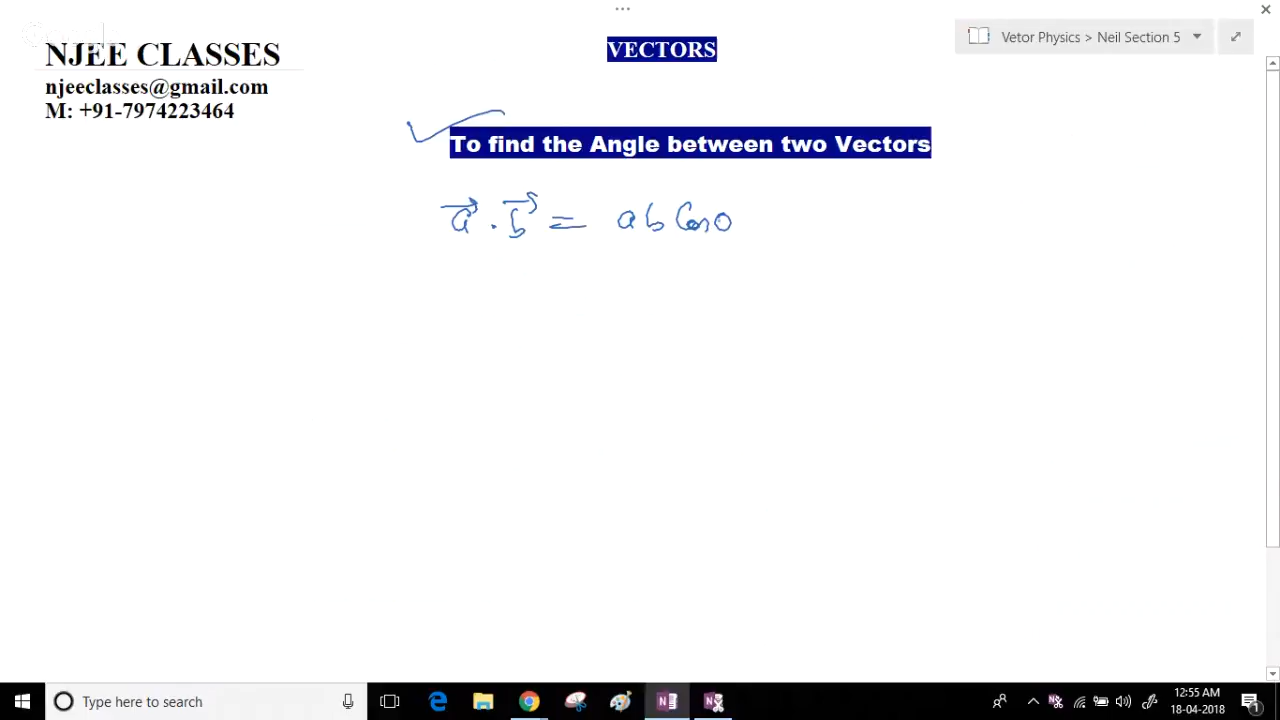 NJEE CLASSES
VECTORS
Vetor Physics > Neil Section 5
njeeclasses@gmail.com
M: +91-7974223464
To find the Angle between two Vectors
a⃗ . b⃗ = ab Cosθ
Type here to search
12:55 AM
18-04-2018